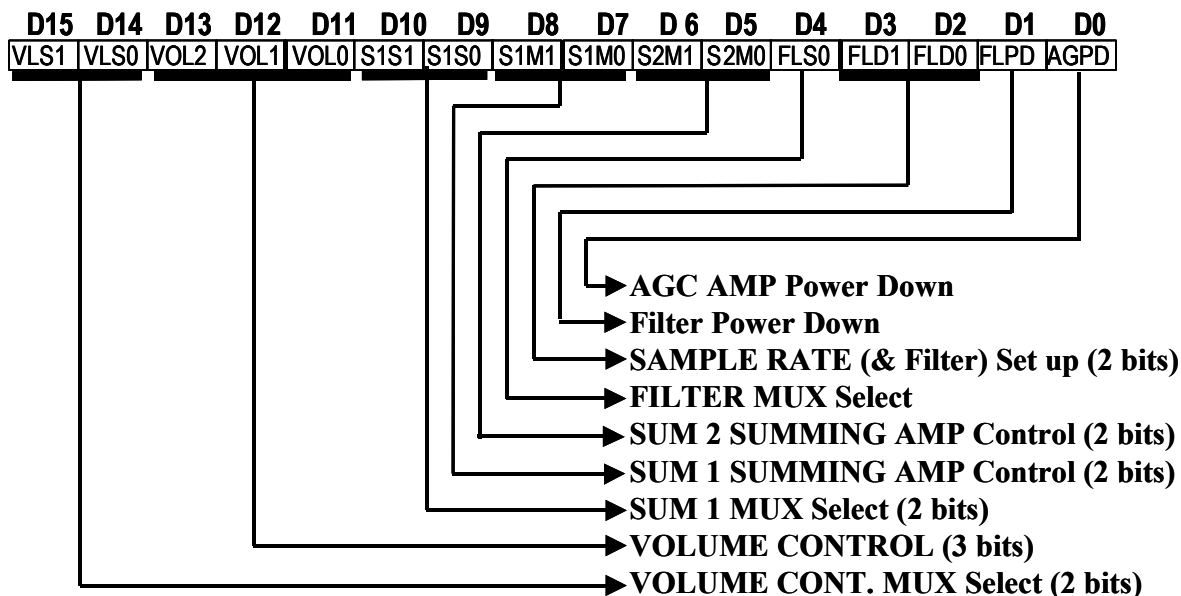 D15 D14 D13 D12 D11 D10 D9 D8 D7 D 6 D5 D4 D3 D2 D1 D0
VLS1 VLS0 VOL2 VOL1 VOL0 S1S1 S1S0 S1M1 S1M0 S2M1 S2M0 FLS0 FLD1 FLD0 FLPD AGPD
AGC AMP Power Down
Filter Power Down
SAMPLE RATE (& Filter) Set up (2 bits)
FILTER MUX Select
SUM 2 SUMMING AMP Control (2 bits)
SUM 1 SUMMING AMP Control (2 bits)
SUM 1 MUX Select (2 bits)
VOLUME CONTROL (3 bits)
VOLUME CONT. MUX Select (2 bits)